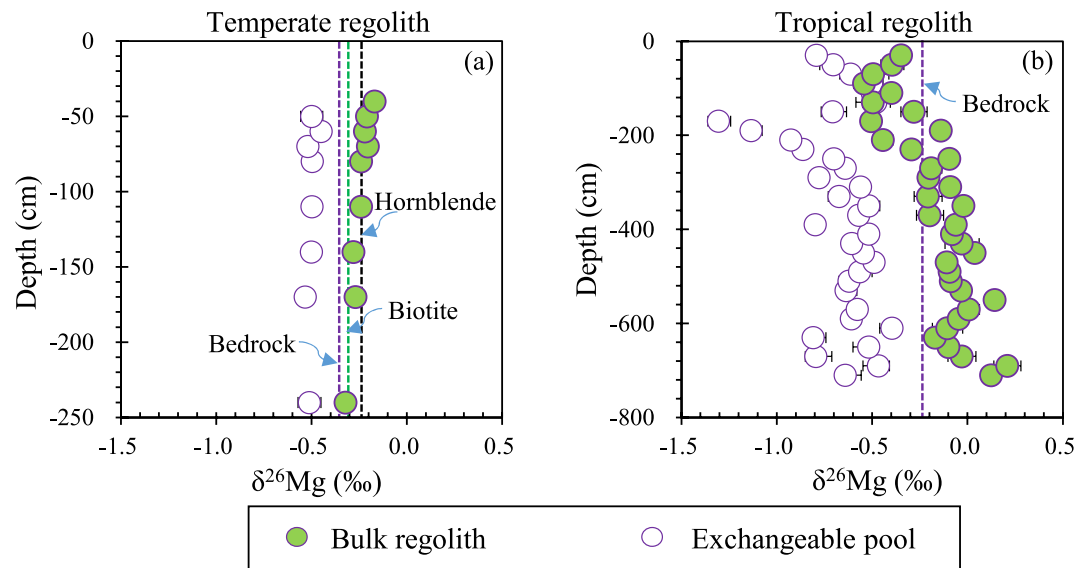 Temperate regolith
Tropical regolith
(a)
(b)
0
-50
-100
-150
-200
-250
Depth (cm)
-1.5
-1.0
-0.5
0.0
0.5
δ²⁶Mg (‰)
Hornblende
Biotite
Bedrock
0
-200
-400
-600
-800
Depth (cm)
-1.5
-1.0
-0.5
0.0
0.5
δ²⁶Mg (‰)
Bedrock
Bulk regolith
Exchangeable pool